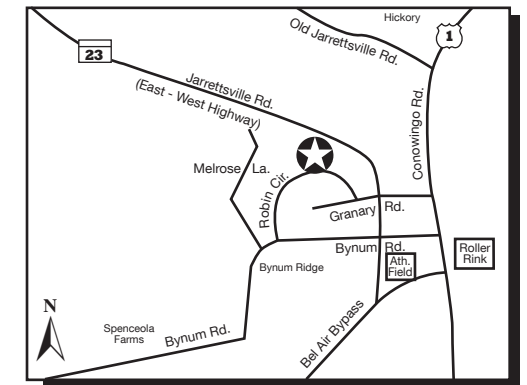 Hickory
Old Jarrettsville Rd.
1
23
Jarrettsville Rd.
(East - West Highway)
Conowingo Rd.
Melrose La.
Robin Cir.
Granary Rd.
Bynum Rd.
Roller
Rink
Ath.
Field
Bynum Ridge
N
Spenceola
Farms
Bynum Rd.
Bel Air Bypass